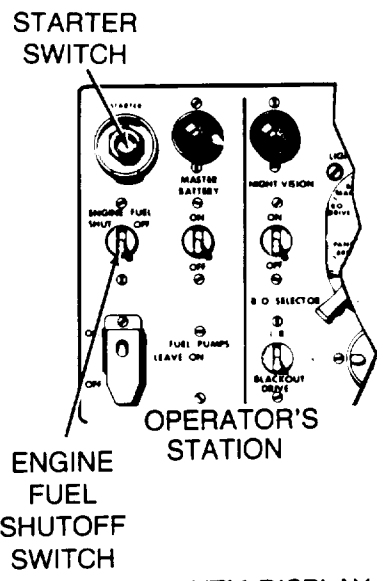 STARTER
SWITCH
STARTER
MASTER
BATTERY
NIGHT VISION
ENGINE FUEL
SHUT OFF
ON
ON
OFF
OFF
B O SELECTOR
FUEL PUMPS
LEAVE ON
OFF
BLACKOUT
DRIVE
OPERATOR'S
STATION
ENGINE
FUEL
SHUTOFF
SWITCH